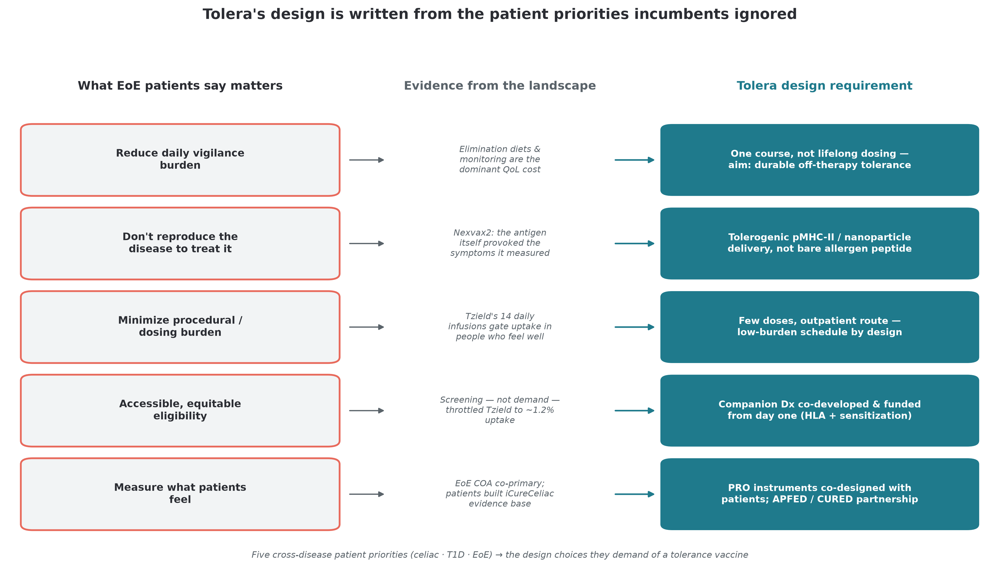 Tolera's design is written from the patient priorities incumbents ignored
What EoE patients say matters
Evidence from the landscape
Tolera design requirement
Reduce daily vigilance
burden
Elimination diets &
monitoring are the
dominant QoL cost
One course, not lifelong dosing —
aim: durable off-therapy tolerance
Don't reproduce the
disease to treat it
Nexvax2: the antigen
itself provoked the
symptoms it measured
Tolerogenic pMHC-II / nanoparticle
delivery, not bare allergen peptide
Minimize procedural /
dosing burden
Tzield's 14 daily
infusions gate uptake in
people who feel well
Few doses, outpatient route —
low-burden schedule by design
Accessible, equitable
eligibility
Screening — not demand —
throttled Tzield to ~1.2%
uptake
Companion Dx co-developed & funded
from day one (HLA + sensitization)
Measure what patients
feel
EoE COA co-primary;
patients built iCureCeliac
evidence base
PRO instruments co-designed with
patients; APFED / CURED partnership
Five cross-disease patient priorities (celiac · T1D · EoE) → the design choices they demand of a tolerance vaccine